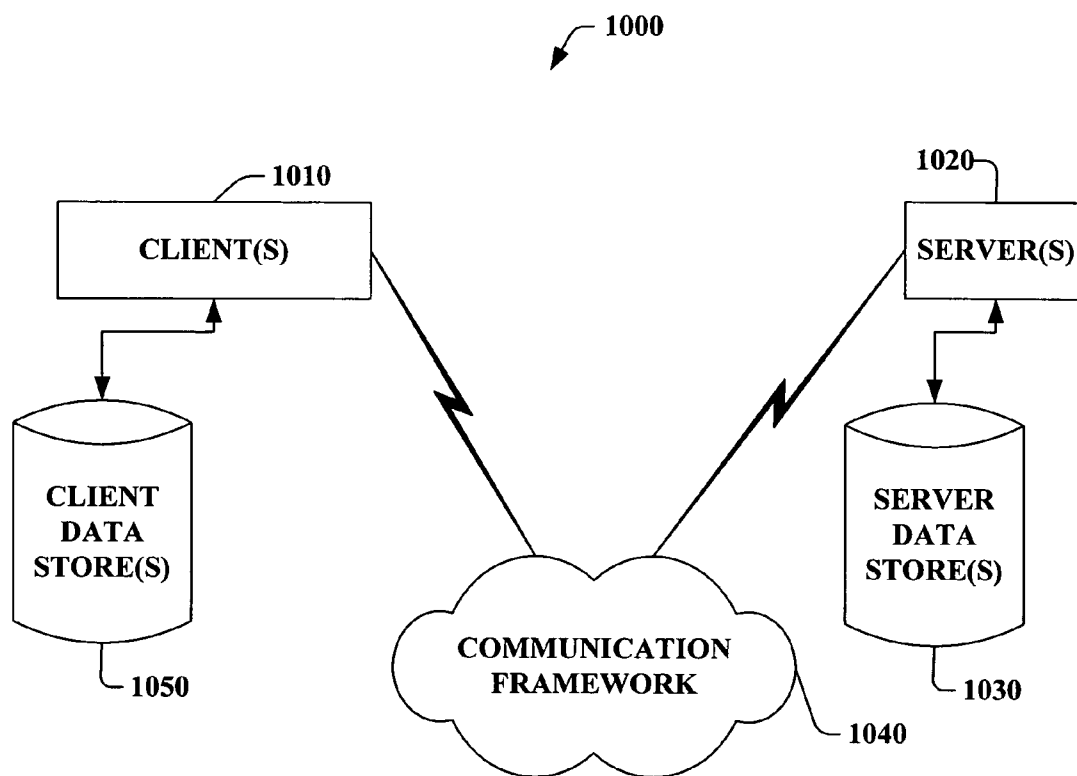 1000
1010
1020
CLIENT(S)
SERVER(S)
CLIENT
DATA
STORE(S)
SERVER
DATA
STORE(S)
COMMUNICATION
FRAMEWORK
1050
1030
1040